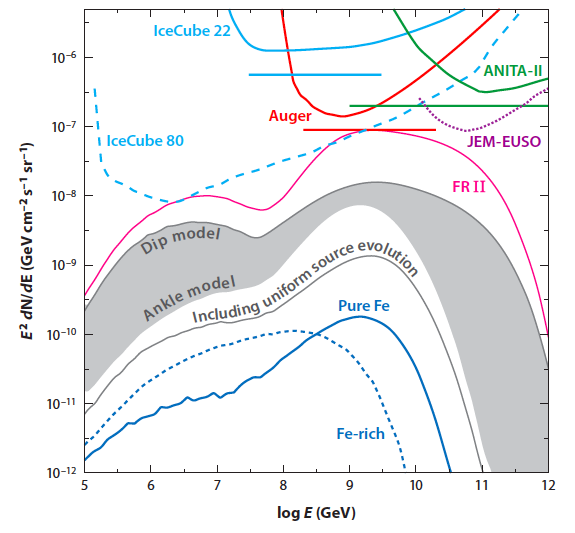 IceCube 22
ANITA-II
Auger
IceCube 80
JEM-EUSO
FR II
Dip model
Ankle model
Including uniform source evolution
Pure Fe
Fe-rich
10⁻⁶
10⁻⁷
10⁻⁸
10⁻⁹
10⁻¹⁰
10⁻¹¹
10⁻¹²
E² dN/dE (GeV cm⁻² s⁻¹ sr⁻¹)
5 6 7 8 9 10 11 12
log E (GeV)